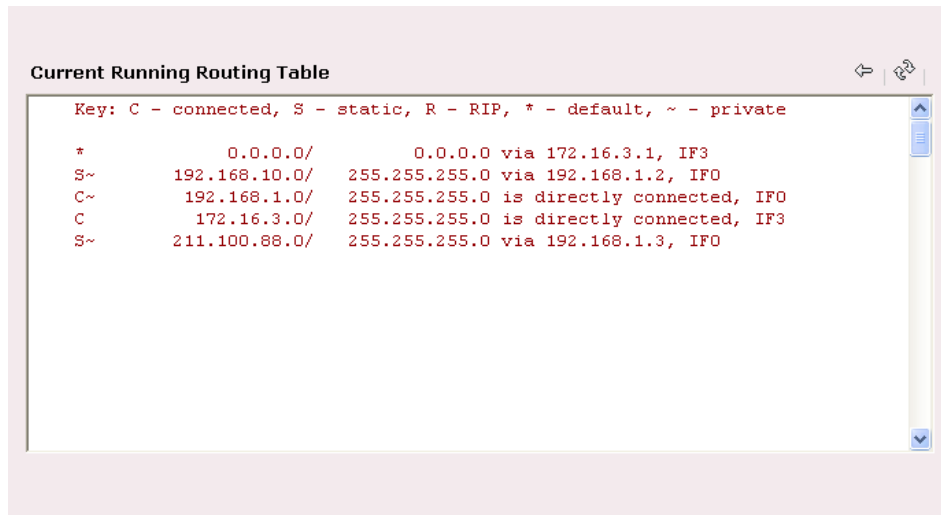 Current Running Routing Table
Key: C - connected, S - static, R - RIP, * - default, ~ - private
* 0.0.0.0/ 0.0.0.0 via 172.16.3.1, IF3
S~ 192.168.10.0/ 255.255.255.0 via 192.168.1.2, IF0
C~ 192.168.1.0/ 255.255.255.0 is directly connected, IF0
C 172.16.3.0/ 255.255.255.0 is directly connected, IF3
S~ 211.100.88.0/ 255.255.255.0 via 192.168.1.3, IF0